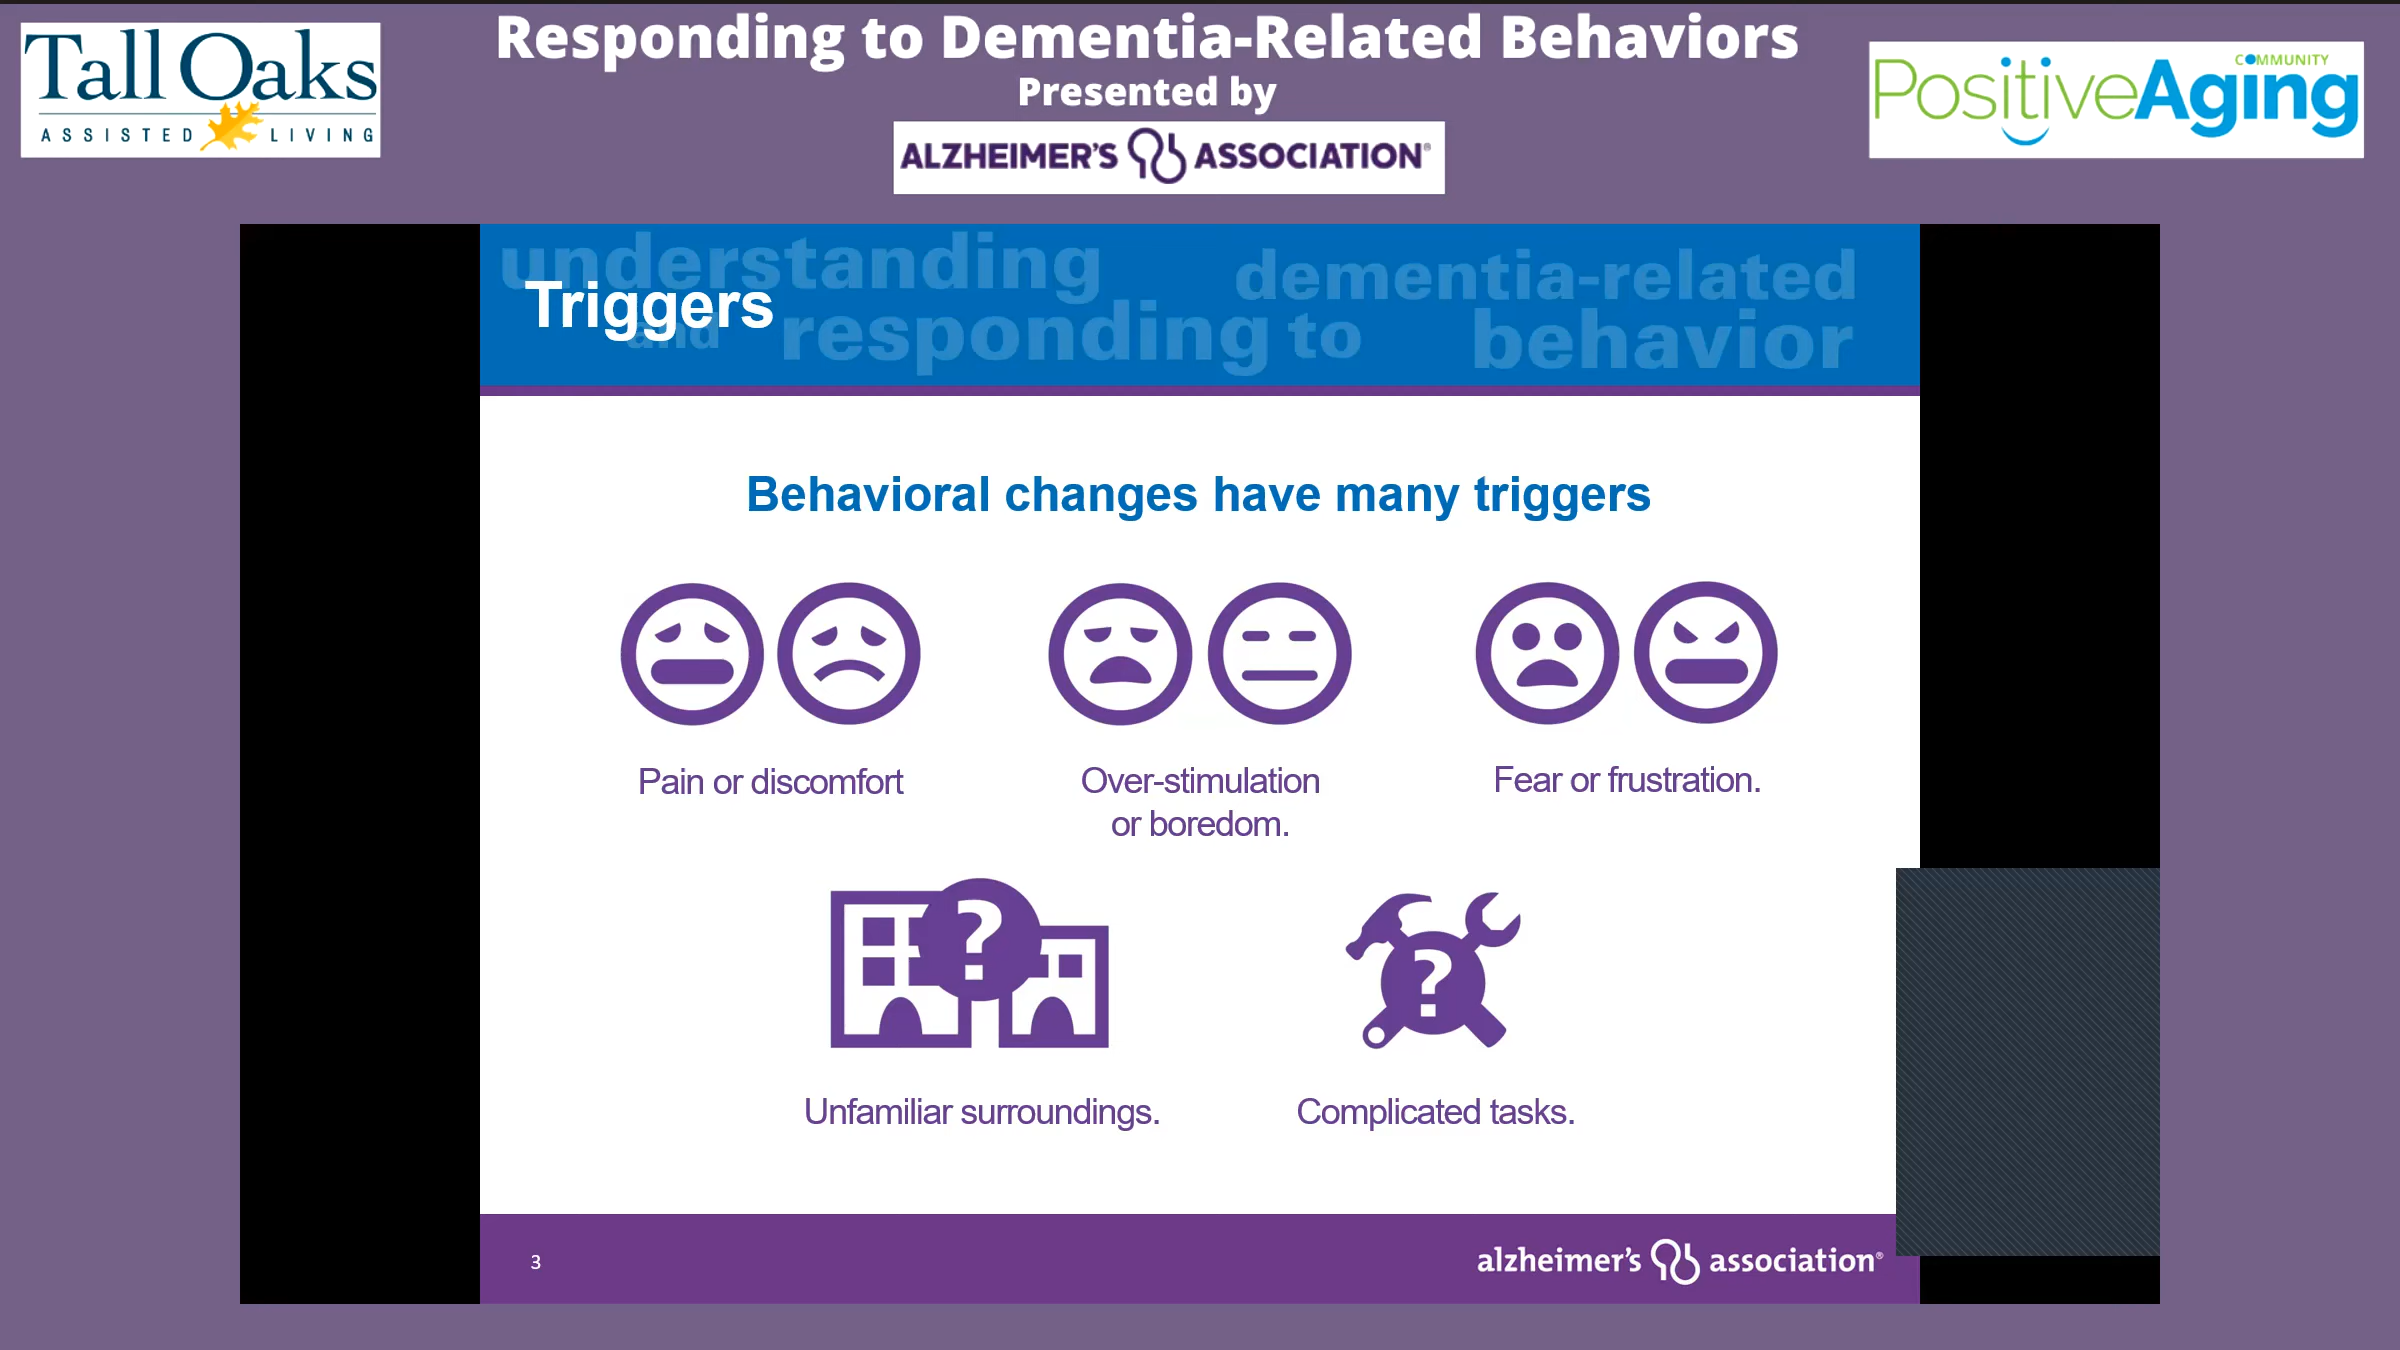 Tall Oaks
ASSISTED LIVING
Responding to Dementia-Related Behaviors
Presented by
ALZHEIMER'S ASSOCIATION®
COMMUNITY
PositiveAging
understanding dementia-related
Triggers
and responding to behavior
Behavioral changes have many triggers
Pain or discomfort
Over-stimulation
or boredom.
Fear or frustration.
?
?
Unfamiliar surroundings.
Complicated tasks.
3
alzheimer's association®